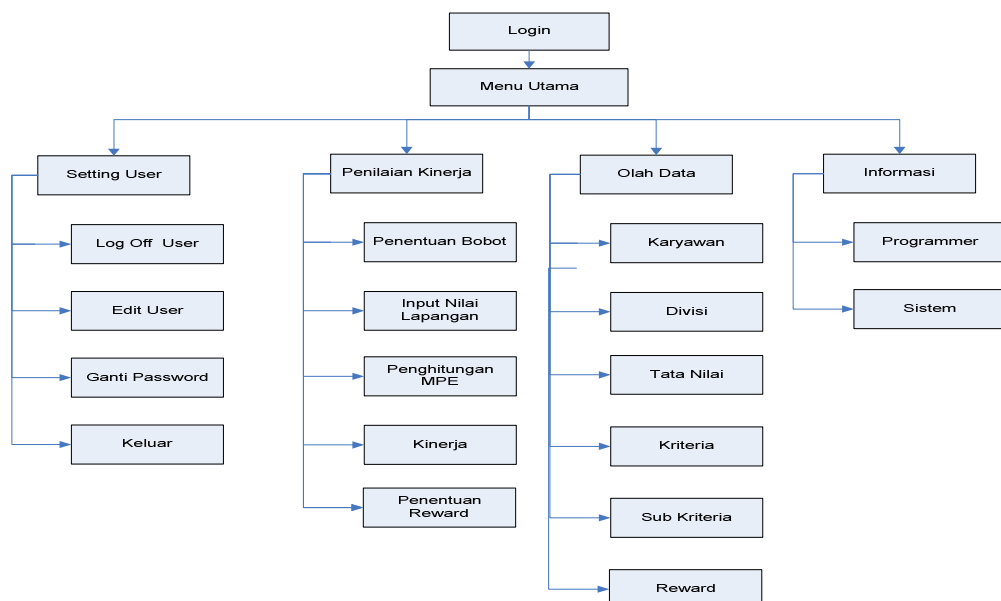 Login
Menu Utama
Setting User
Log Off User
Edit User
Ganti Password
Keluar
Penilaian Kinerja
Penentuan Bobot
Input Nilai
Lapangan
Penghitungan
MPE
Kinerja
Penentuan
Reward
Olah Data
Karyawan
Divisi
Tata Nilai
Kriteria
Sub Kriteria
Reward
Informasi
Programmer
Sistem